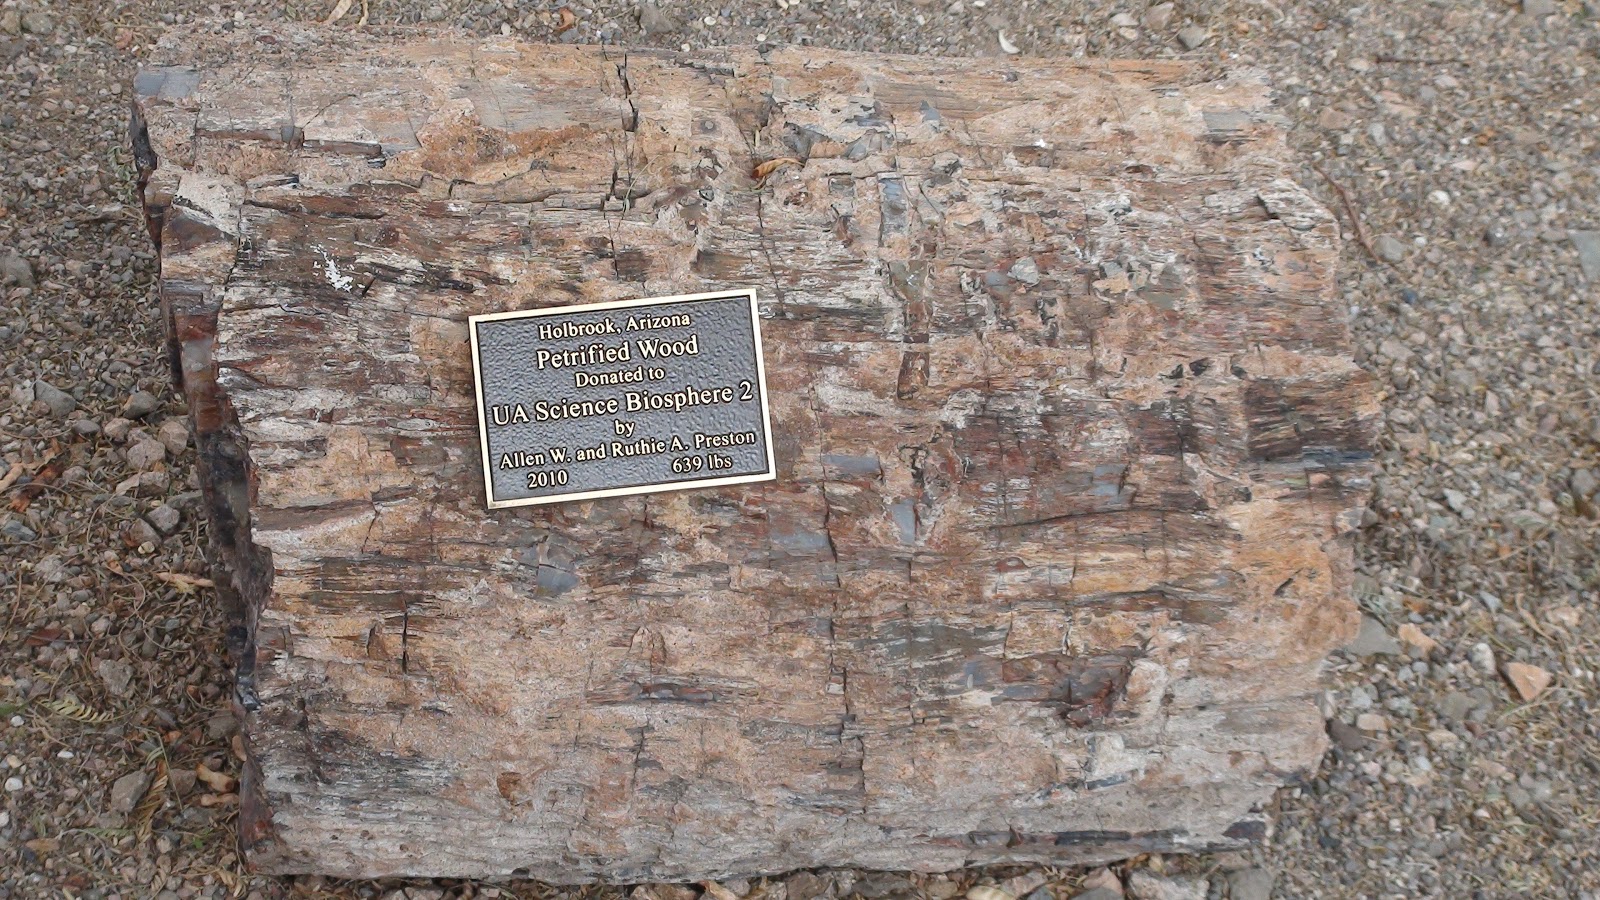 Holbrook, Arizona
Petrified Wood
Donated to
UA Science Biosphere 2
by
Allen W. and Ruthie A. Preston
2010 639 lbs